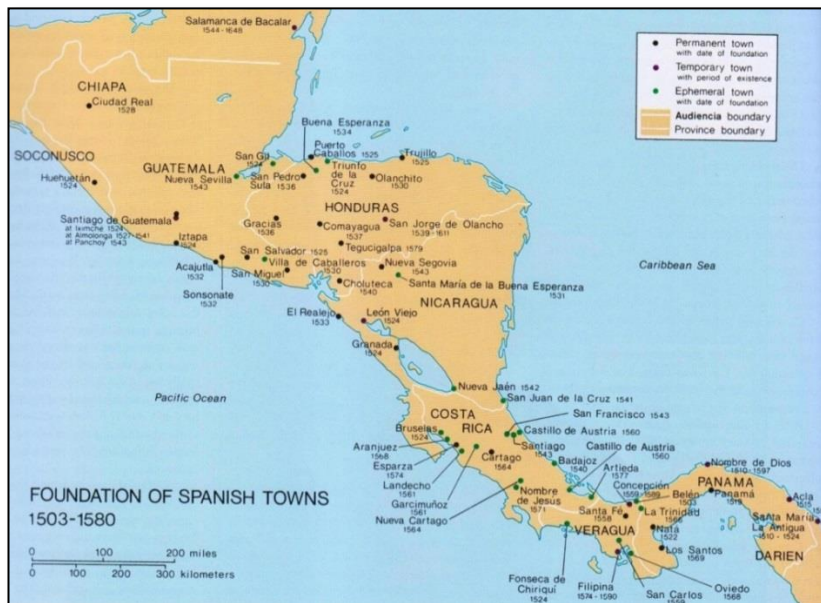 Salamanca de Bacalar
1544-1648
Permanent town
with date of foundation
Temporary town
with period of existence
Ephemeral town
with date of foundation
Audiencia boundary
Province boundary
CHIAPA
Ciudad Real
1528
Buena Esperanza
1534
SOCONUSCO
Huehuetán
1524
GUATEMALA
Nueva Sevilla
1543
San Gil
1524
Puerto
Caballos 1525
Trujillo
1525
San Pedro
Sula 1536
Triunfo
de la
Cruz
1524
Olanchito
1530
HONDURAS
Santiago de Guatemala
at Iximché 1524
at Almolonga 1527-1541
at Panchoy 1543
Iztapa
1524
Gracias
1536
Comayagua
1537
San Jorge de Olancho
1539-1611
Tegucigalpa 1579
San Salvador 1525
Villa de Caballeros
1530
Nueva Segovia
1543
Acajutla
1532
San Miguel
1530
Choluteca
1540
Santa María de la Buena Esperanza
1531
Caribbean Sea
Sonsonate
1532
NICARAGUA
El Realejo
1533
León Viejo
1524
Granada
1524
Pacific Ocean
Nueva Jaén 1542
San Juan de la Cruz 1541
San Francisco 1543
COSTA
RICA
Bruselas
1524
Castillo de Austria 1560
Santiago
1543
Castillo de Austria
1560
Aranjuez
1568
Esparza
1574
Cartago
1564
Badajoz
1540
Artieda
1577
Nombre de Dios
1510-1597
Landecho
1561
Garcimuñoz
1561
Nombre
de Jesús
1571
Concepción
1559-1589
Belén
1503
PANAMA
Panamá
Acla
Nueva Cartago
1564
Santa Fé
1558
La Trinidad
Santa María
La Antigua
1510-1524
VERAGUA
Natá
1522
Los Santos
1569
DARIEN
Fonseca de
Chiriquí
1524
Filipina
1574-1590
San Carlos
Oviedo
1568
FOUNDATION OF SPANISH TOWNS
1503-1580
0 100 200 miles
0 100 200 300 kilometers